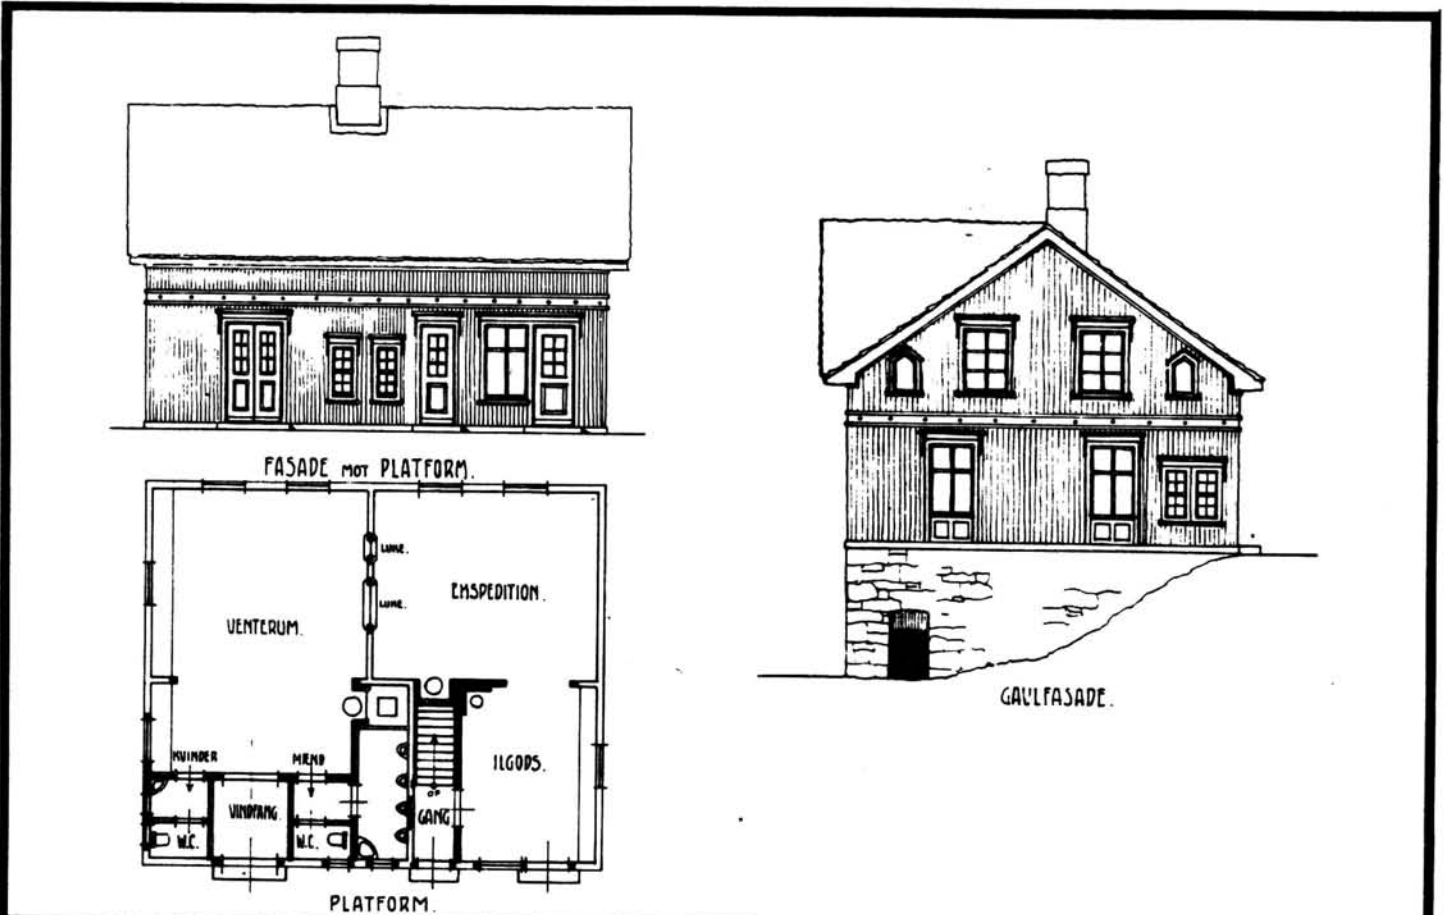 FASADE MOT PLATFORM.
LUKE.
EKSPEDITION.
LUKE.
VENTERUM.
GAVLFASADE.
KVINDER
MÆND
ILGODS.
OP
VINDFANG.
GANG
W.C.
W.C.
PLATFORM.